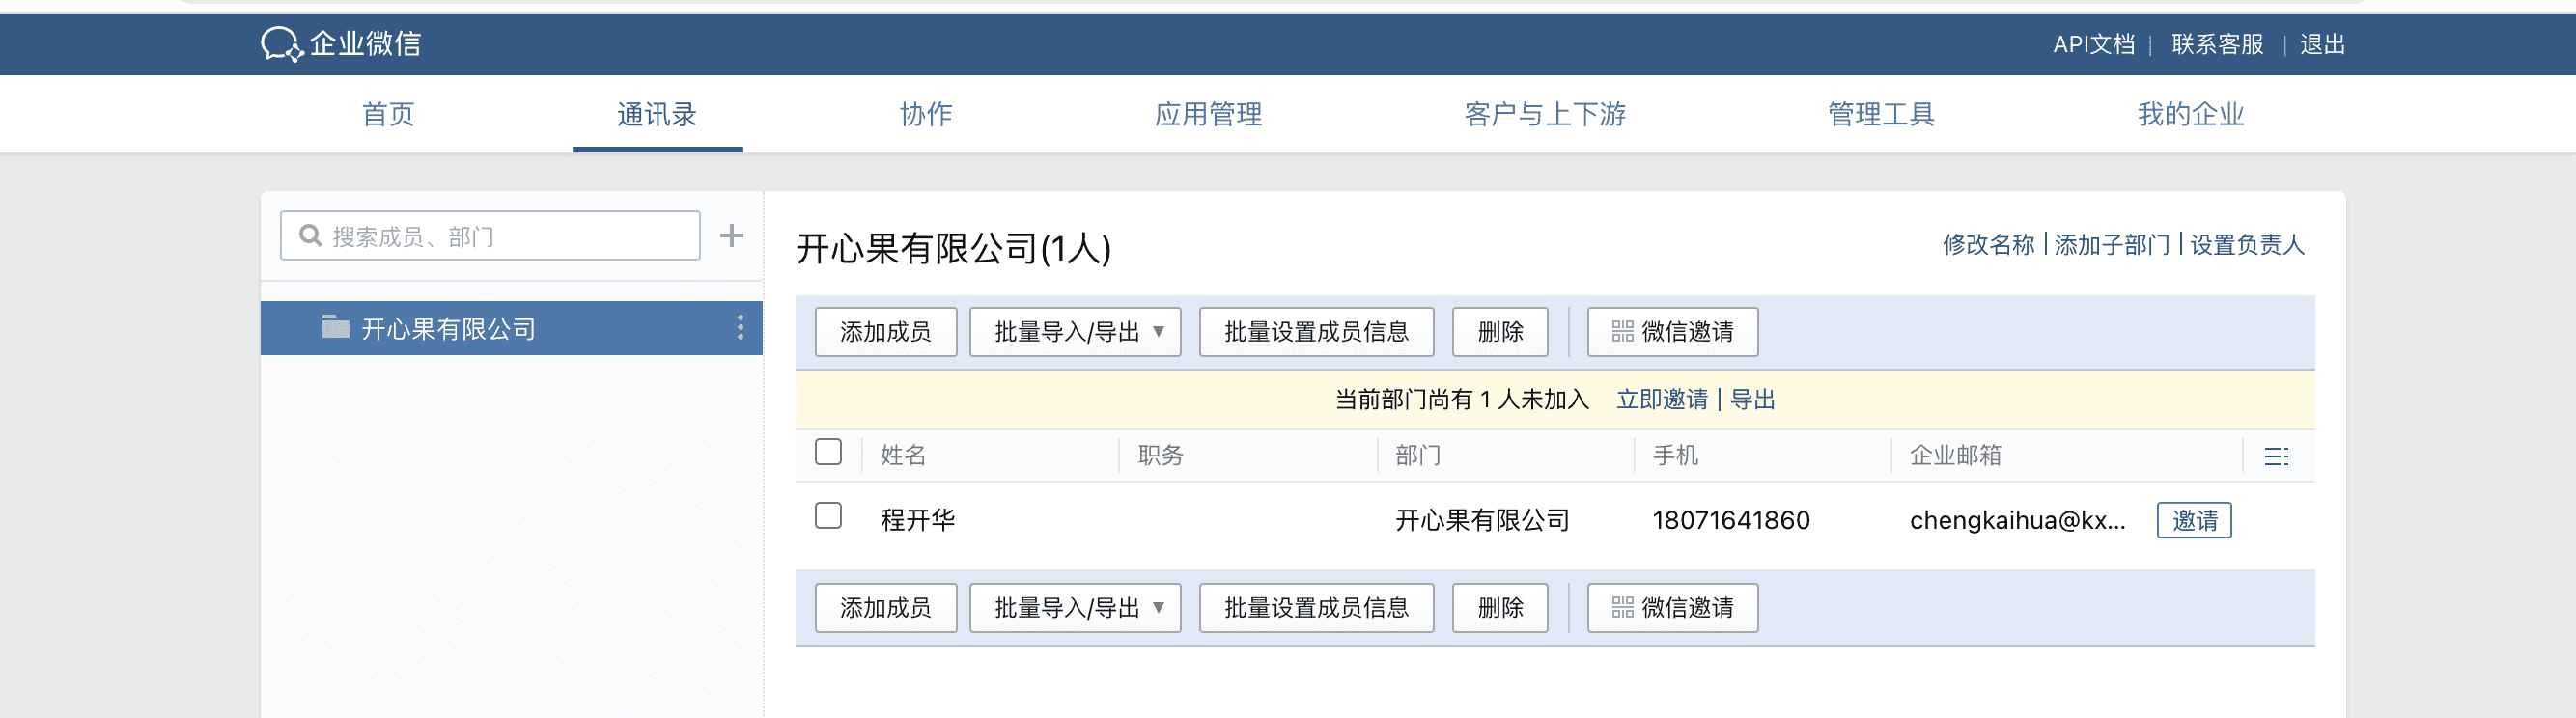 企业微信
API文档 | 联系客服 | 退出
首页 通讯录 协作 应用管理 客户与上下游 管理工具 我的企业
搜索成员、部门
开心果有限公司
开心果有限公司(1人)
修改名称 | 添加子部门 | 设置负责人
添加成员 批量导入/导出 批量设置成员信息 删除 微信邀请
当前部门尚有 1 人未加入 立即邀请 | 导出
姓名 职务 部门 手机 企业邮箱
程开华 开心果有限公司 18071641860 chengkaihua@kx... 邀请
添加成员 批量导入/导出 批量设置成员信息 删除 微信邀请